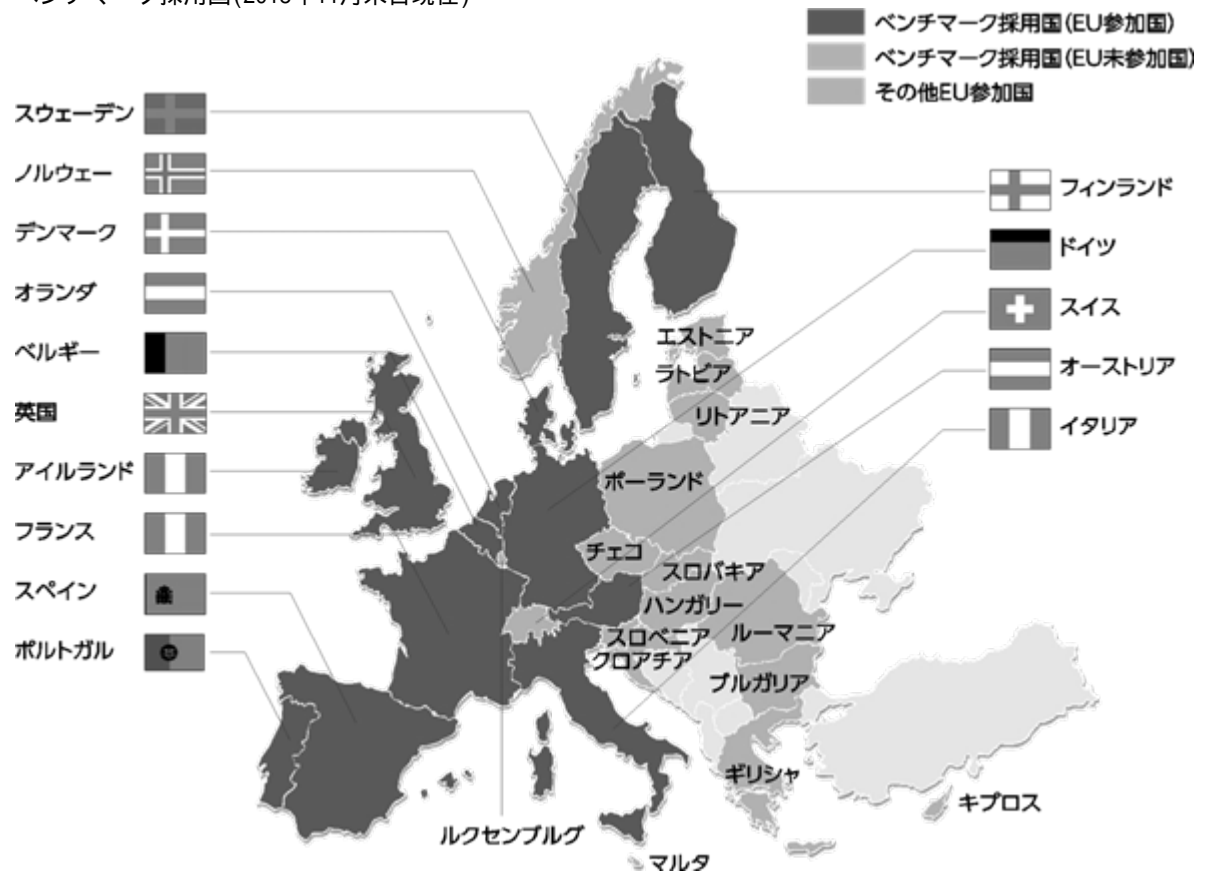 ベンチマーク採用国(EU参加国)
ベンチマーク採用国(EU未参加国)
その他EU参加国
スウェーデン
ノルウェー
デンマーク
オランダ
ベルギー
英国
アイルランド
フランス
スペイン
ポルトガル
フィンランド
ドイツ
スイス
オーストリア
イタリア
エストニア
ラトビア
リトアニア
ポーランド
チェコ
スロバキア
ハンガリー
スロベニア
ルーマニア
クロアチア
ブルガリア
ギリシャ
キプロス
ルクセンブルグ
マルタ